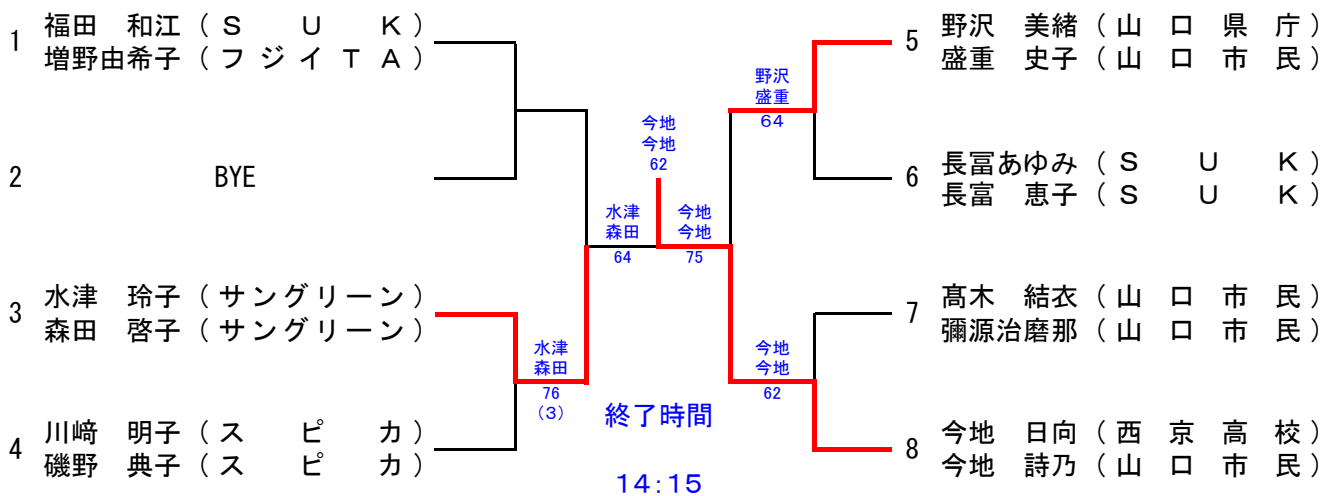 1 福田 和江 ( S U K )
増野由希子 ( フ ジ イ T A )
2 BYE
3 水津 玲子 ( サングリーン )
森田 啓子 ( サングリーン )
4 川﨑 明子 ( ス ピ カ )
磯野 典子 ( ス ピ カ )
水津
森田
76
(3)
水津
森田
64
今地
今地
62
今地
今地
75
野沢
盛重
64
今地
今地
62
終了時間
14:15
5 野沢 美緒 ( 山 口 県 庁 )
盛重 史子 ( 山 口 市 民 )
6 長冨あゆみ ( S U K )
長富 恵子 ( S U K )
7 髙木 結衣 ( 山 口 市 民 )
彌源治磨那 ( 山 口 市 民 )
8 今地 日向 ( 西 京 高 校 )
今地 詩乃 ( 山 口 市 民 )